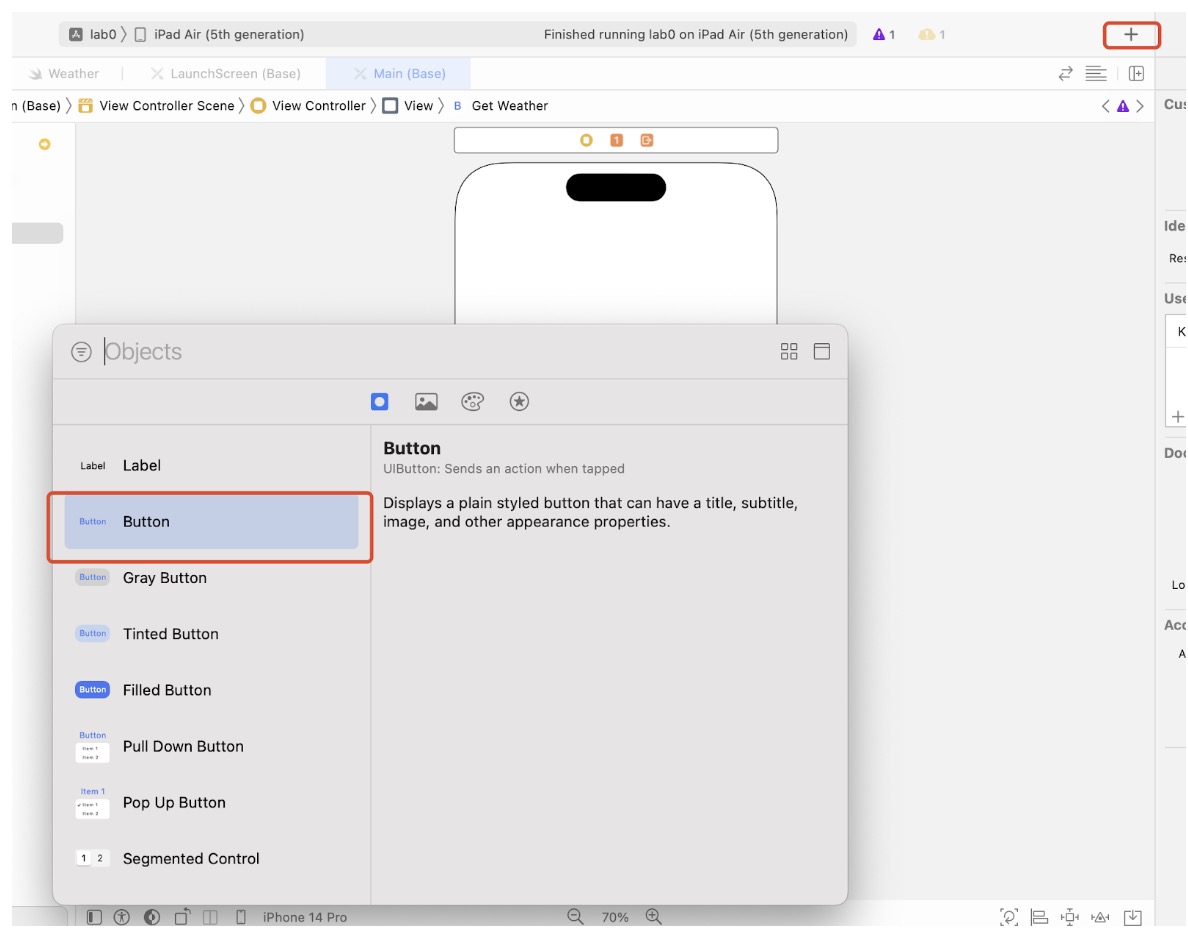 lab0 〉 iPad Air (5th generation)
Finished running lab0 on iPad Air (5th generation)
1
1
Weather
LaunchScreen (Base)
Main (Base)
n (Base) 〉 View Controller Scene 〉 View Controller 〉 View 〉 B Get Weather
Cus
1
Ide
Res
Use
K
Doc
Lo
Acc
A
Objects
Label Label
Button Button
Button Gray Button
Button Tinted Button
Button Filled Button
Button
Item 1
Item 2
Pull Down Button
Item 1
✓ Item 1
Item 2
Pop Up Button
1 2 Segmented Control
Button
UIButton: Sends an action when tapped
Displays a plain styled button that can have a title, subtitle,
image, and other appearance properties.
iPhone 14 Pro
70%